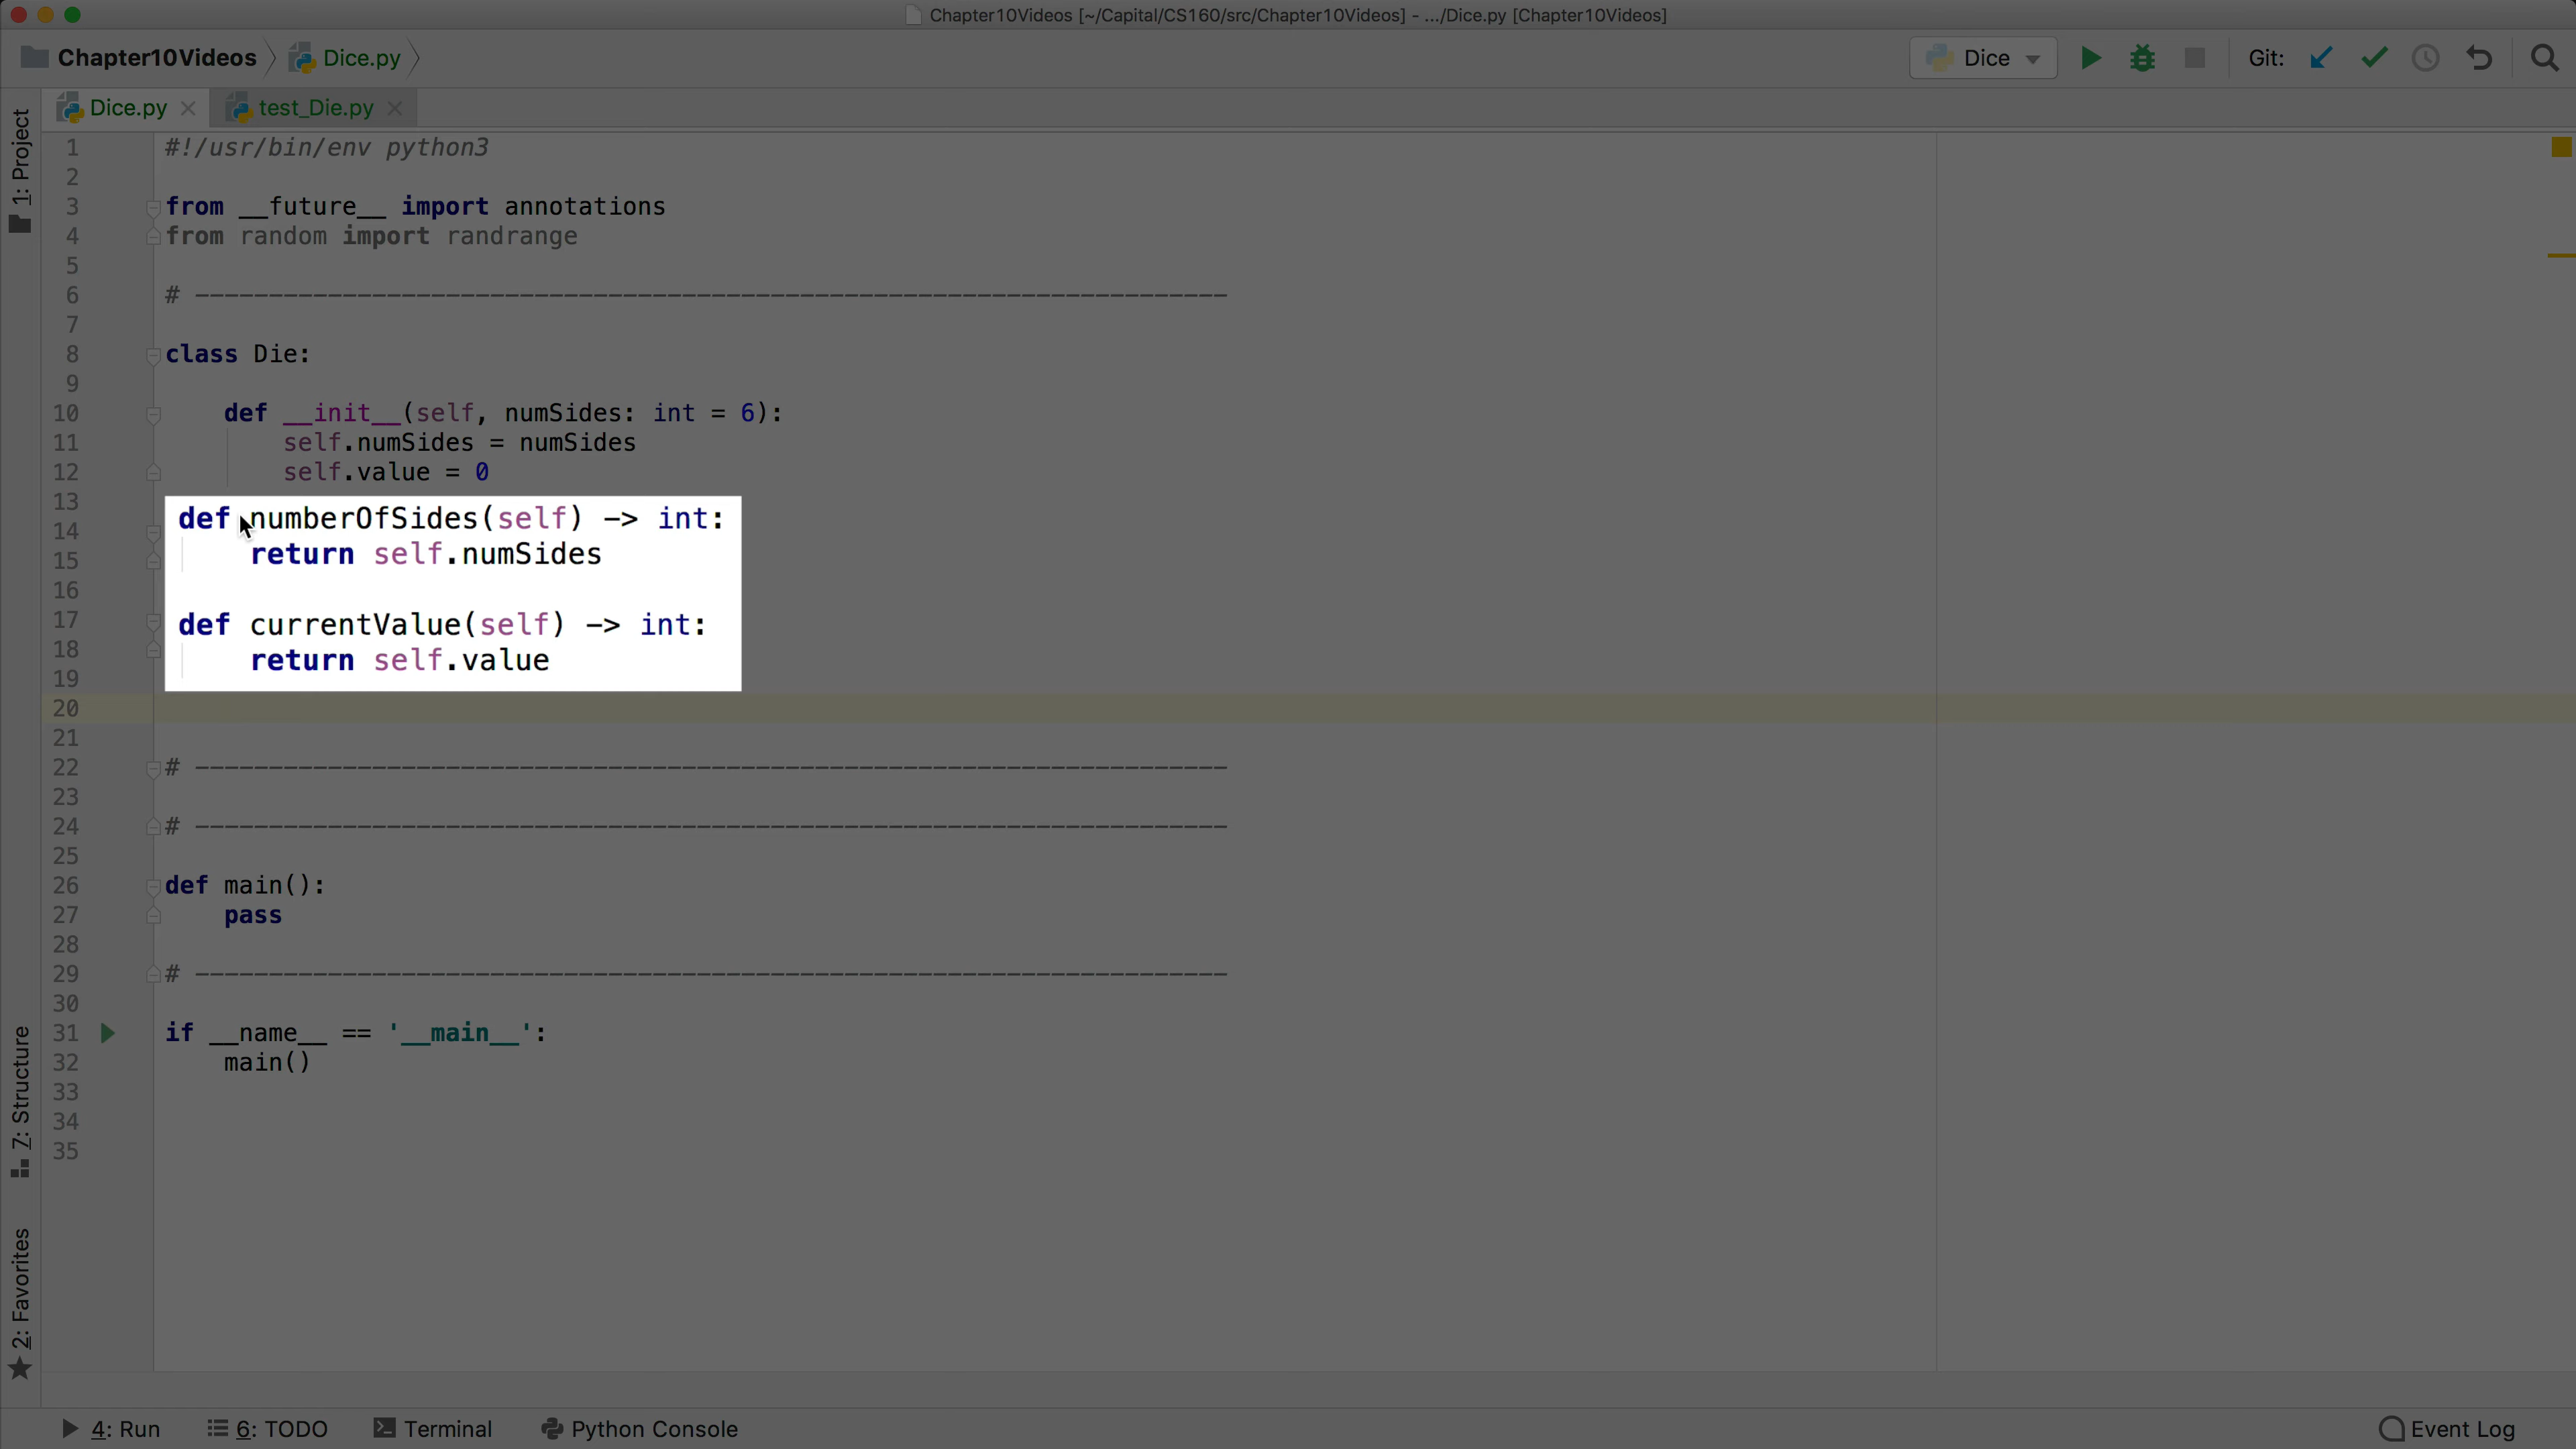 Chapter10Videos [~/Capital/CS160/src/Chapter10Videos] - .../Dice.py [Chapter10Videos]
Chapter10Videos Dice.py Dice Git:
Dice.py test_Die.py
1: Project
7: Structure
2: Favorites
1 #!/usr/bin/env python3
2
3 from __future__ import annotations
4 from random import randrange
5
6 # ----------------------------------------------------------------------
7
8 class Die:
9
10 def __init__(self, numSides: int = 6):
11 self.numSides = numSides
12 self.value = 0
13
14 def numberOfSides(self) -> int:
15 return self.numSides
16
17 def currentValue(self) -> int:
18 return self.value
19
20
21
22 # ----------------------------------------------------------------------
23
24 # ----------------------------------------------------------------------
25
26 def main():
27 pass
28
29 # ----------------------------------------------------------------------
30
31 if __name__ == '__main__':
32 main()
33
34
35
4: Run 6: TODO Terminal Python Console Event Log